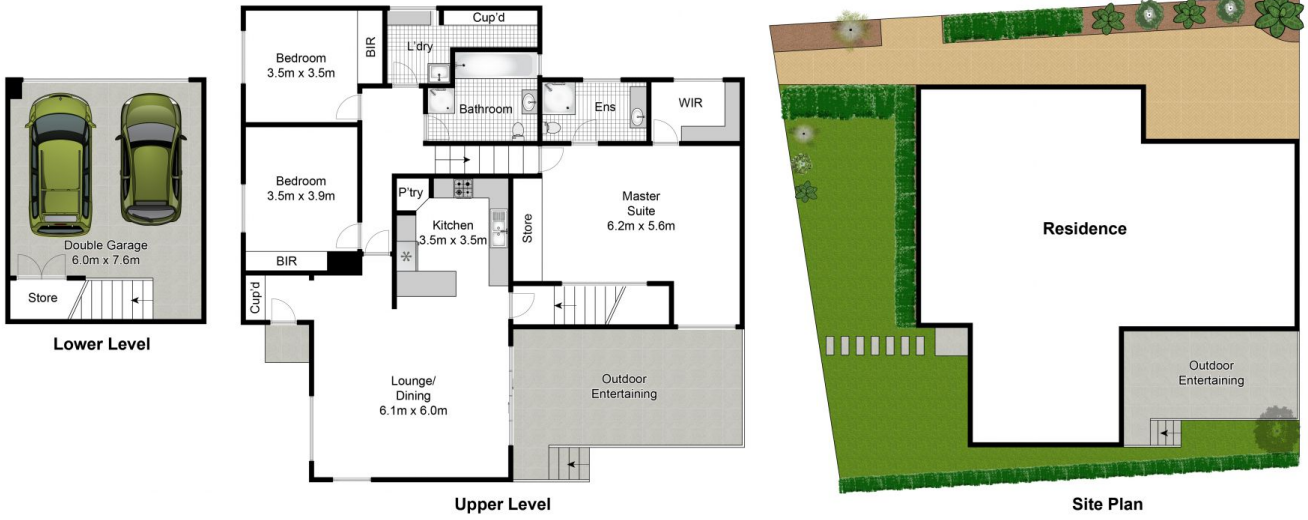 Double Garage
6.0m x 7.6m
Store
Lower Level
Bedroom
3.5m x 3.5m
BIR
L'dry
Cup'd
Bathroom
Ens
WIR
Bedroom
3.5m x 3.9m
BIR
P'try
Kitchen
3.5m x 3.5m
Store
Master
Suite
6.2m x 5.6m
Cup'd
Lounge/
Dining
6.1m x 6.0m
Outdoor
Entertaining
Upper Level
Residence
Outdoor
Entertaining
Site Plan